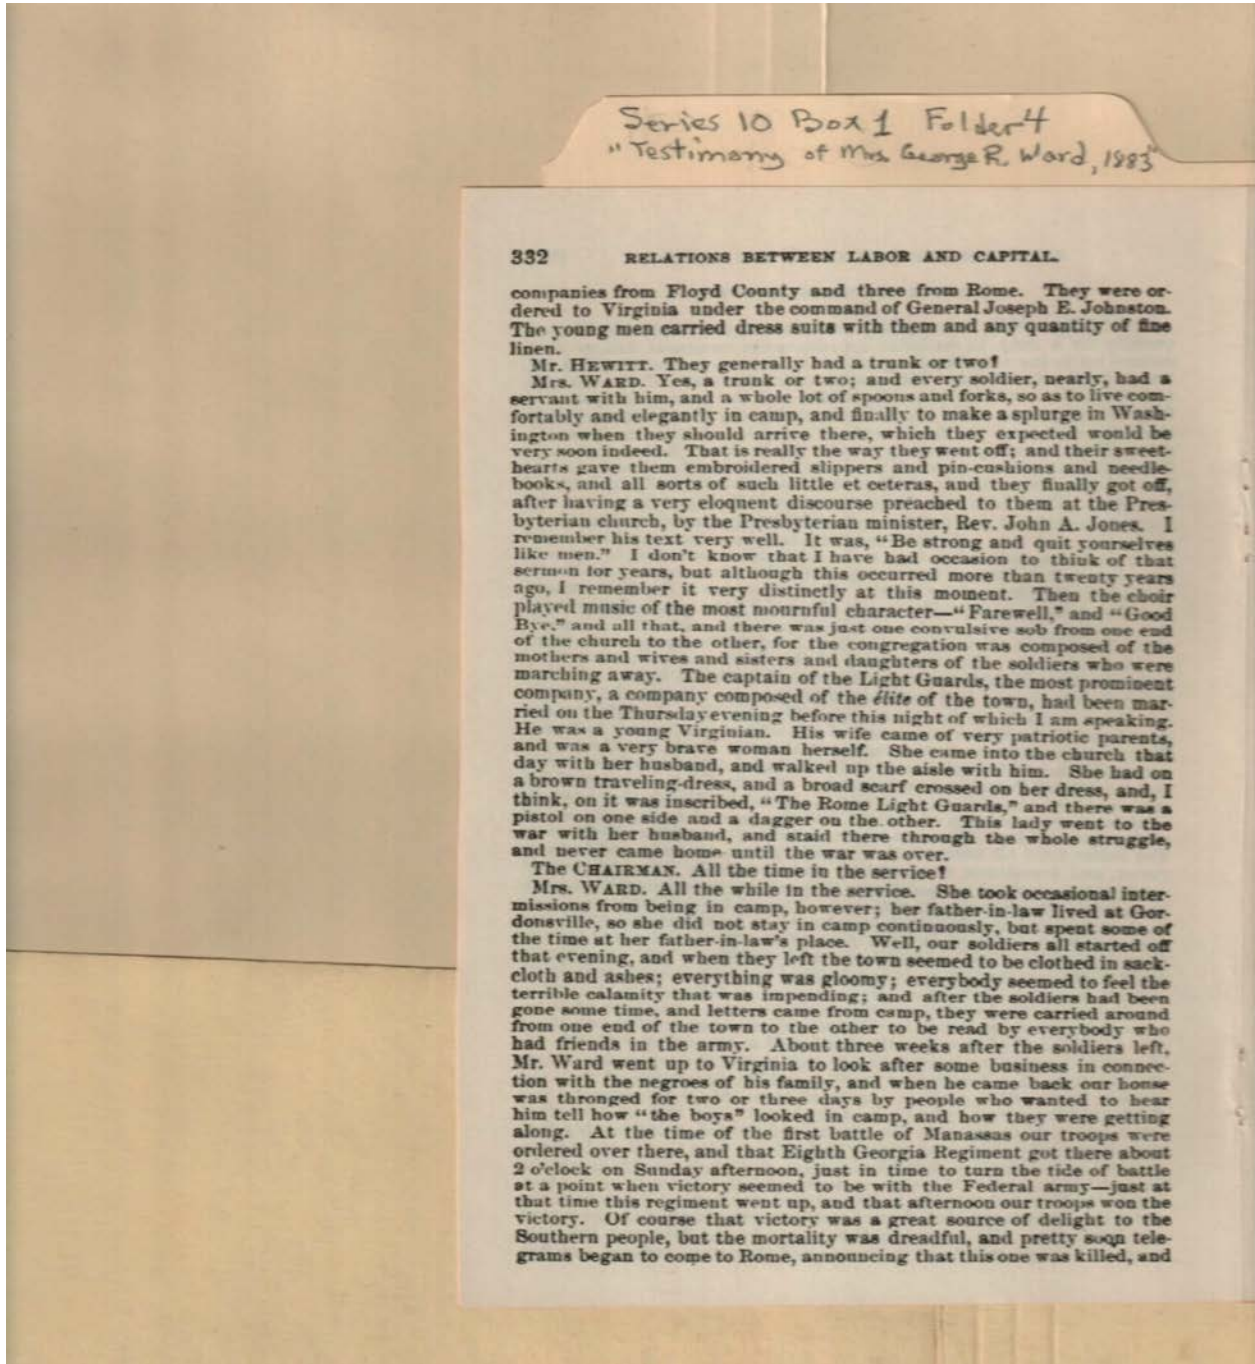 Series 10 Box 1 Folder 4
"Testimony of Mrs. George R. Ward, 1883"
332 RELATIONS BETWEEN LABOR AND CAPITAL.
companies from Floyd County and three from Rome. They were or-
dered to Virginia under the command of General Joseph E. Johnston.
The young men carried dress suits with them and any quantity of fine
linen.
Mr. HEWITT. They generally had a trunk or two?
Mrs. WARD. Yes, a trunk or two; and every soldier, nearly, had a
servant with him, and a whole lot of spoons and forks, so as to live com-
fortably and elegantly in camp, and finally to make a splurge in Wash-
ington when they should arrive there, which they expected would be
very soon indeed. That is really the way they went off; and their sweet-
hearts gave them embroidered slippers and pin-cushions and needle-
books, and all sorts of such little et ceteras, and they finally got off,
after having a very eloquent discourse preached to them at the Pres-
byterian church, by the Presbyterian minister, Rev. John A. Jones. I
remember his text very well. It was, "Be strong and quit yourselves
like men." I don't know that I have had occasion to think of that
sermon for years, but although this occurred more than twenty years
ago, I remember it very distinctly at this moment. Then the choir
played music of the most mournful character—"Farewell," and "Good
Bye," and all that, and there was just one convulsive sob from one end
of the church to the other, for the congregation was composed of the
mothers and wives and sisters and daughters of the soldiers who were
marching away. The captain of the Light Guards, the most prominent
company, a company composed of the élite of the town, had been mar-
ried on the Thursday evening before this night of which I am speaking.
He was a young Virginian. His wife came of very patriotic parents,
and was a very brave woman herself. She came into the church that
day with her husband, and walked up the aisle with him. She had on
a brown traveling-dress, and a broad scarf crossed on her dress, and, I
think, on it was inscribed, "The Rome Light Guards," and there was a
pistol on one side and a dagger on the other. This lady went to the
war with her husband, and staid there through the whole struggle,
and never came home until the war was over.
The CHAIRMAN. All the time in the service?
Mrs. WARD. All the while in the service. She took occasional inter-
missions from being in camp, however; her father-in-law lived at Gor-
donsville, so she did not stay in camp continuously, but spent some of
the time at her father-in-law's place. Well, our soldiers all started off
that evening, and when they left the town seemed to be clothed in sack-
cloth and ashes; everything was gloomy; everybody seemed to feel the
terrible calamity that was impending; and after the soldiers had been
gone some time, and letters came from camp, they were carried around
from one end of the town to the other to be read by everybody who
had friends in the army. About three weeks after the soldiers left,
Mr. Ward went up to Virginia to look after some business in connec-
tion with the negroes of his family, and when he came back our house
was thronged for two or three days by people who wanted to hear
him tell how "the boys" looked in camp, and how they were getting
along. At the time of the first battle of Manassas our troops were
ordered over there, and that Eighth Georgia Regiment got there about
2 o'clock on Sunday afternoon, just in time to turn the tide of battle
at a point when victory seemed to be with the Federal army—just at
that time this regiment went up, and that afternoon our troops won the
victory. Of course that victory was a great source of delight to the
Southern people, but the mortality was dreadful, and pretty soon tele-
grams began to come to Rome, announcing that this one was killed, and